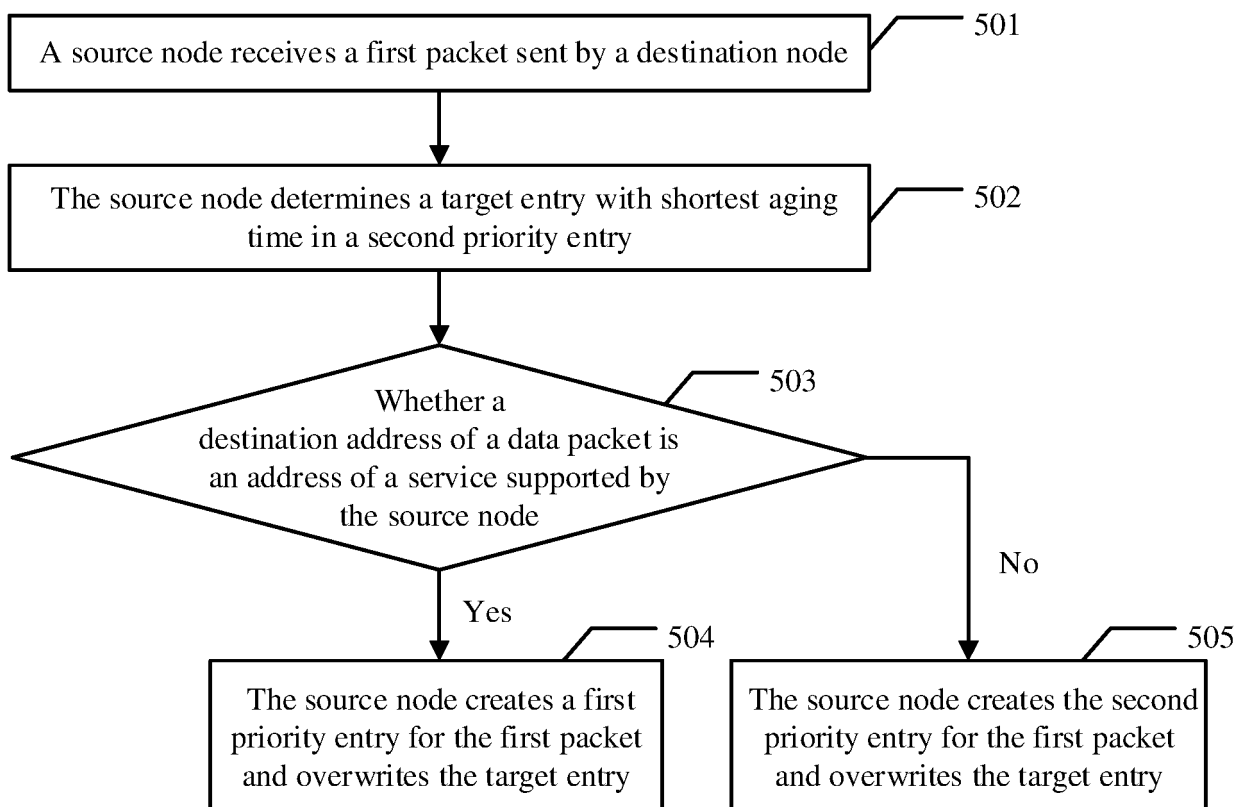 501
A source node receives a first packet sent by a destination node
502
The source node determines a target entry with shortest aging
time in a second priority entry
503
Whether a
destination address of a data packet is
an address of a service supported by
the source node
No
Yes
504
505
The source node creates a first
priority entry for the first packet
and overwrites the target entry
The source node creates the second
priority entry for the first packet
and overwrites the target entry